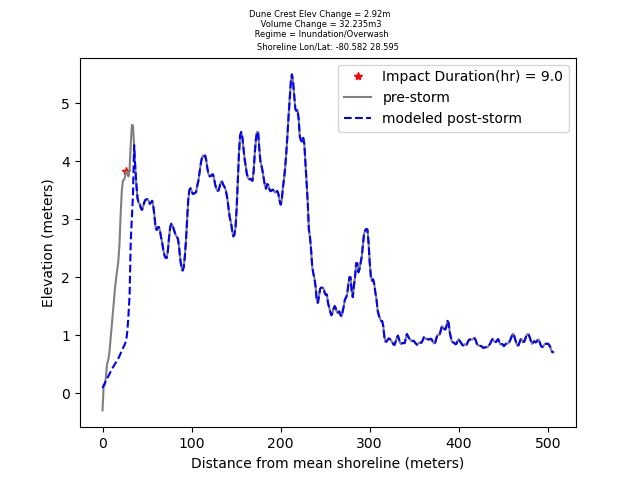 Dune Crest Elev Change = 2.92m
Volume Change = 32.235m3
Regime = Inundation/Overwash
Shoreline Lon/Lat: -80.582 28.595
Impact Duration(hr) = 9.0
pre-storm
modeled post-storm
5
4
3
2
1
0
Elevation (meters)
0 100 200 300 400 500
Distance from mean shoreline (meters)